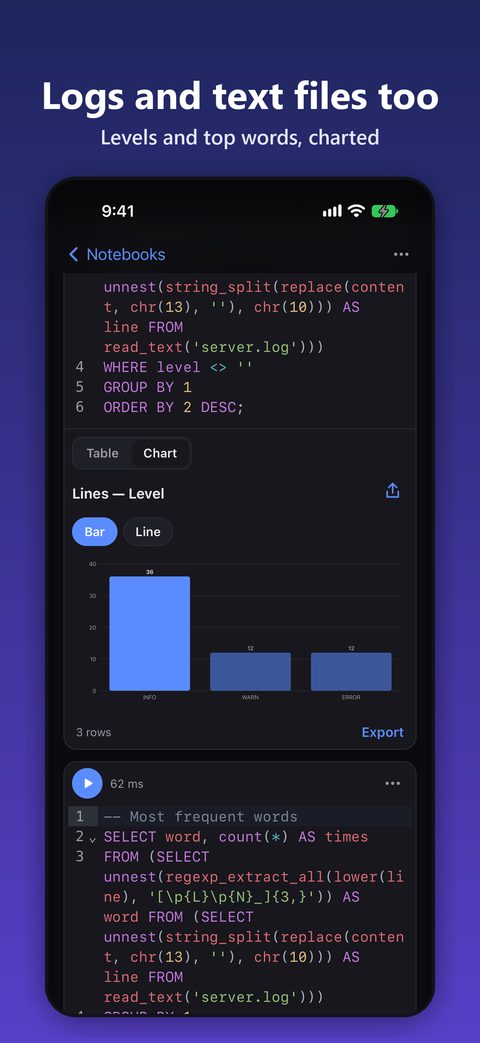 Logs and text files too
Levels and top words, charted
9:41
Notebooks
unnest(string_split(replace(conten
t, chr(13), ''), chr(10))) AS
line FROM
read_text('server.log')))
4 WHERE level <> ''
5 GROUP BY 1
6 ORDER BY 2 DESC;
Table Chart
Lines — Level
Bar Line
40
36
30
20
12 12
10
0
INFO WARN ERROR
3 rows Export
62 ms
1 -- Most frequent words
2 SELECT word, count(*) AS times
3 FROM (SELECT
unnest(regexp_extract_all(lower(li
ne), '[\p{L}\p{N}_]{3,}')) AS
word FROM (SELECT
unnest(string_split(replace(conten
t, chr(13), ''), chr(10))) AS
line FROM
read_text('server.log')))
4 GROUP BY 1